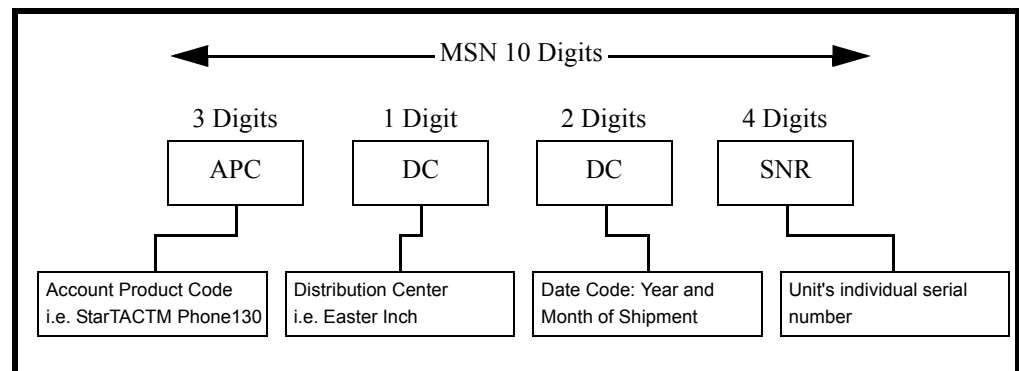 MSN 10 Digits
3 Digits
1 Digit
2 Digits
4 Digits
APC
DC
DC
SNR
Account Product Code
i.e. StarTACTM Phone130
Distribution Center
i.e. Easter Inch
Date Code: Year and
Month of Shipment
Unit's individual serial
number